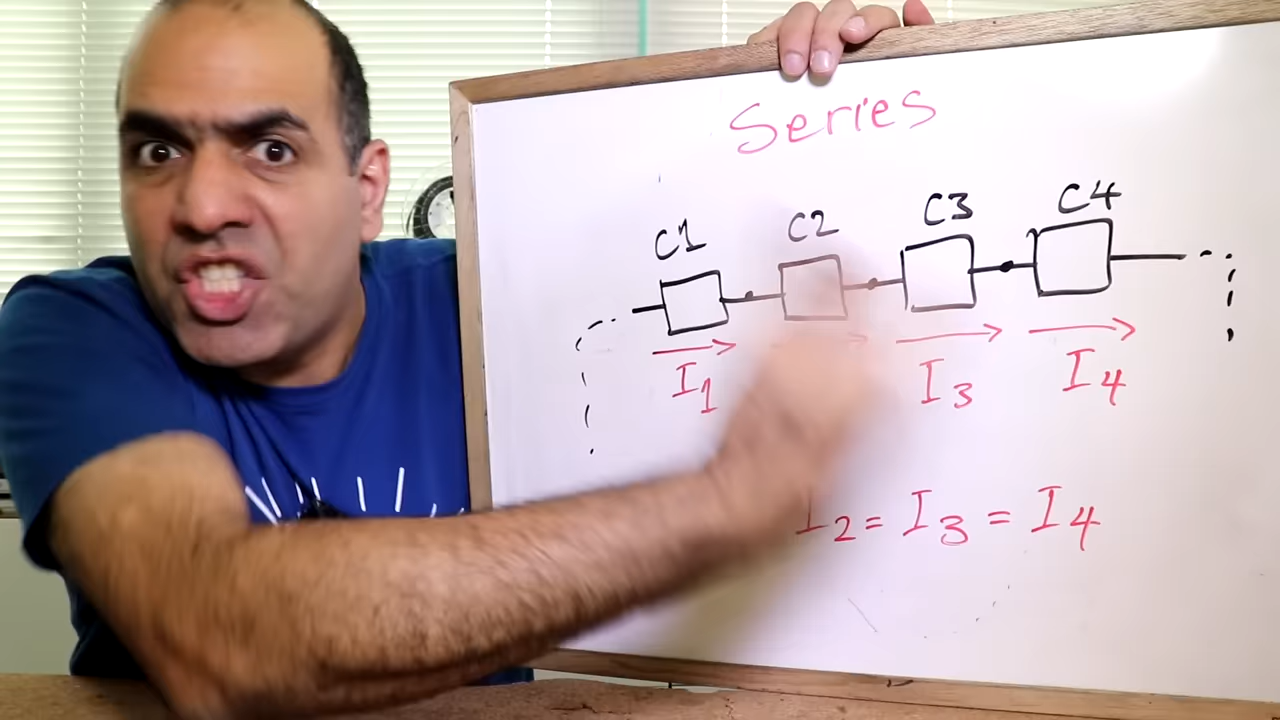 Series
C1 C2 C3 C4
I1 I3 I4
I2 = I3 = I4